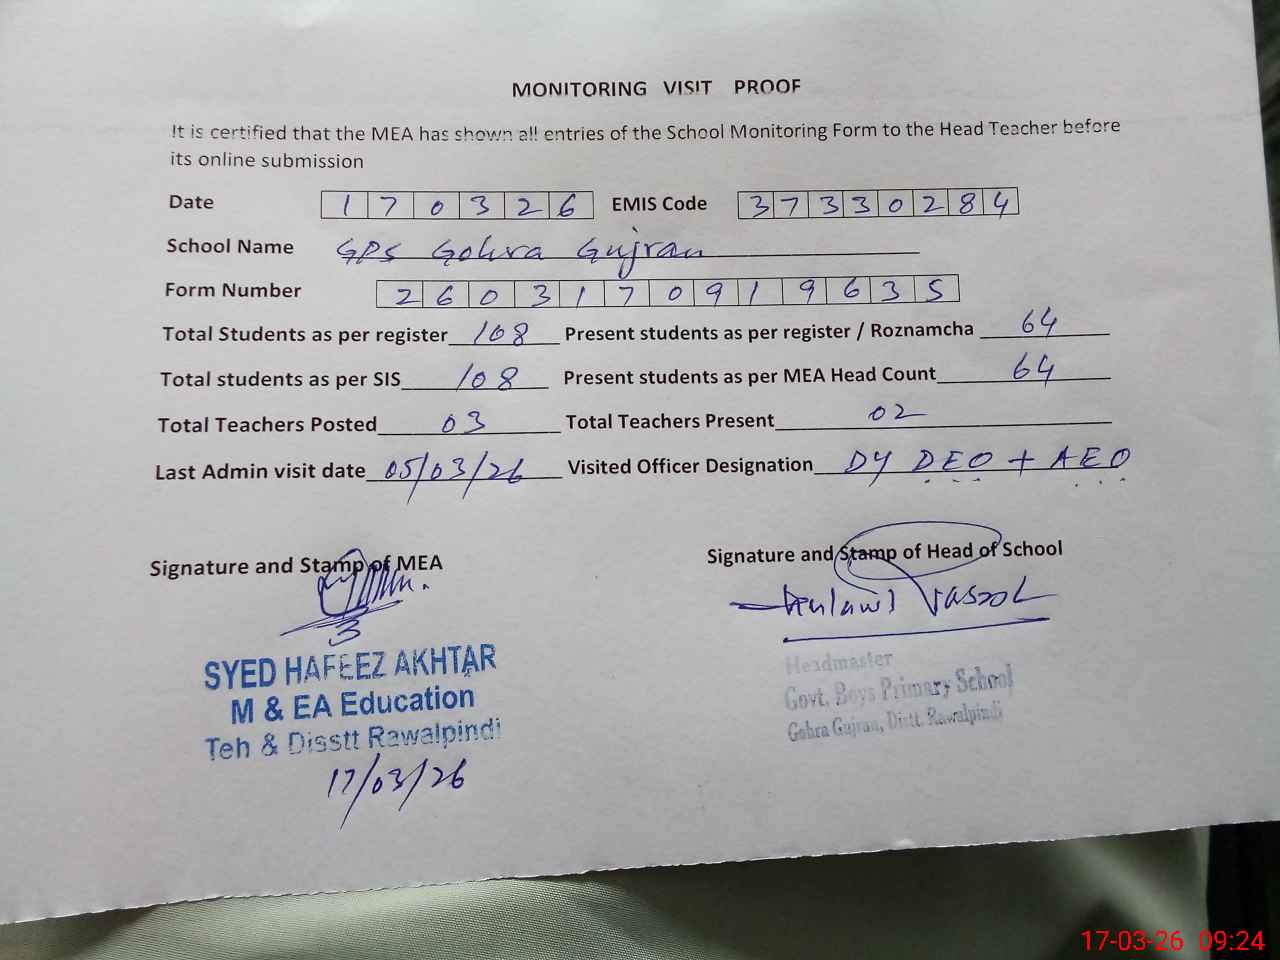 MONITORING VISIT PROOF
It is certified that the MEA has shown all entries of the School Monitoring Form to the Head Teacher before
its online submission
Date 170326 EMIS Code 37330284
School Name GPS Gohra Gujran
Form Number 2603170919635
Total Students as per register 108 Present students as per register / Roznamcha 64
Total students as per SIS 108 Present students as per MEA Head Count 64
Total Teachers Posted 03 Total Teachers Present 02
Last Admin visit date 05/03/26 Visited Officer Designation DY DEO + AEO
Signature and Stamp of MEA Signature and Stamp of Head of School
SYED HAFEEZ AKHTAR
M & EA Education
Teh & Disstt Rawalpindi
17/03/26
Headmaster
Govt. Boys Primary School
Gohra Gujran, Distt. Rawalpindi
17-03-26 09:24